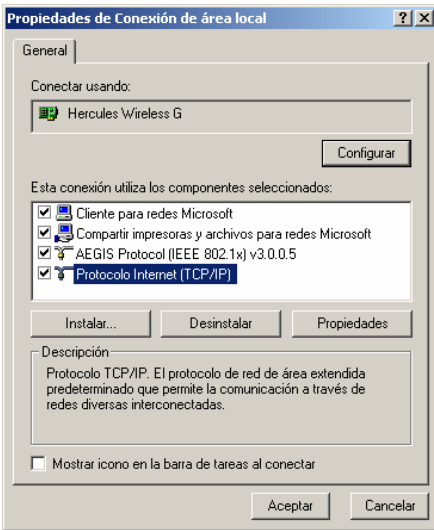 Propiedades de Conexión de área local
General
Conectar usando:
Hercules Wireless G
Configurar
Esta conexión utiliza los componentes seleccionados:
Cliente para redes Microsoft
Compartir impresoras y archivos para redes Microsoft
AEGIS Protocol (IEEE 802.1x) v3.0.0.5
Protocolo Internet (TCP/IP)
Instalar... Desinstalar Propiedades
Descripción
Protocolo TCP/IP. El protocolo de red de área extendida
predeterminado que permite la comunicación a través de
redes diversas interconectadas.
Mostrar icono en la barra de tareas al conectar
Aceptar Cancelar